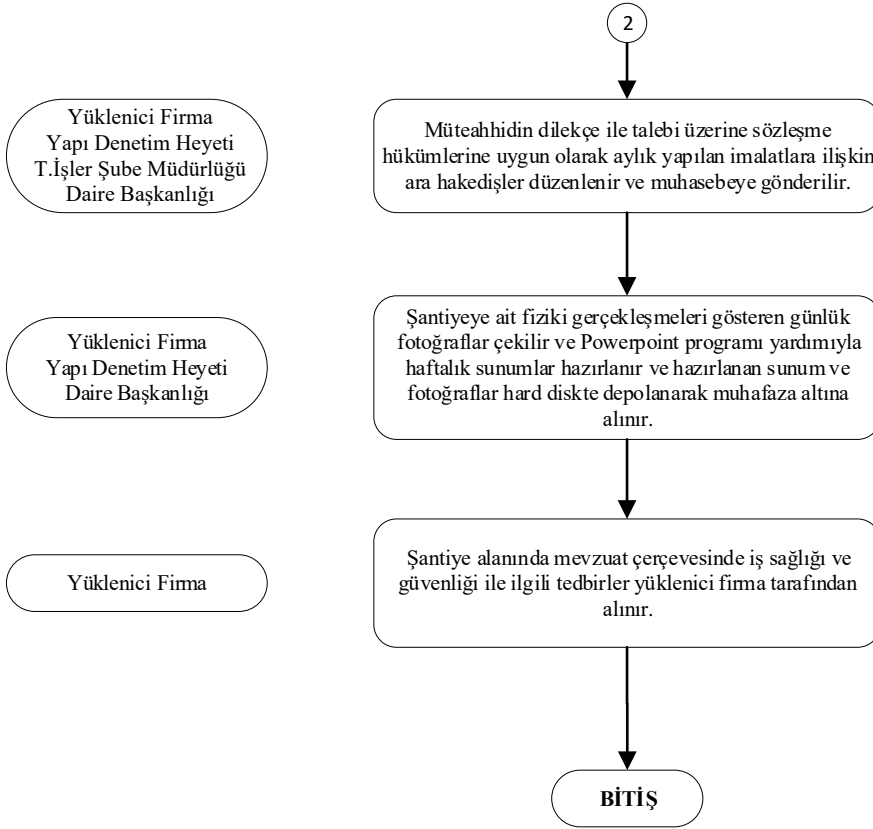 2
Yüklenici Firma
Yapı Denetim Heyeti
T.İşler Şube Müdürlüğü
Daire Başkanlığı
Müteahhidin dilekçe ile talebi üzerine sözleşme
hükümlerine uygun olarak aylık yapılan imalatlara ilişkin
ara hakedişler düzenlenir ve muhasebeye gönderilir.
Yüklenici Firma
Yapı Denetim Heyeti
Daire Başkanlığı
Şantiyeye ait fiziki gerçekleşmeleri gösteren günlük
fotoğraflar çekilir ve Powerpoint programı yardımıyla
haftalık sunumlar hazırlanır ve hazırlanan sunum ve
fotoğraflar hard diskte depolanarak muhafaza altına
alınır.
Yüklenici Firma
Şantiye alanında mevzuat çerçevesinde iş sağlığı ve
güvenliği ile ilgili tedbirler yüklenici firma tarafından
alınır.
BİTİŞ